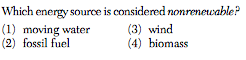 Which energy source is considered nonrenewable?
(1) moving water (3) wind
(2) fossil fuel (4) biomass